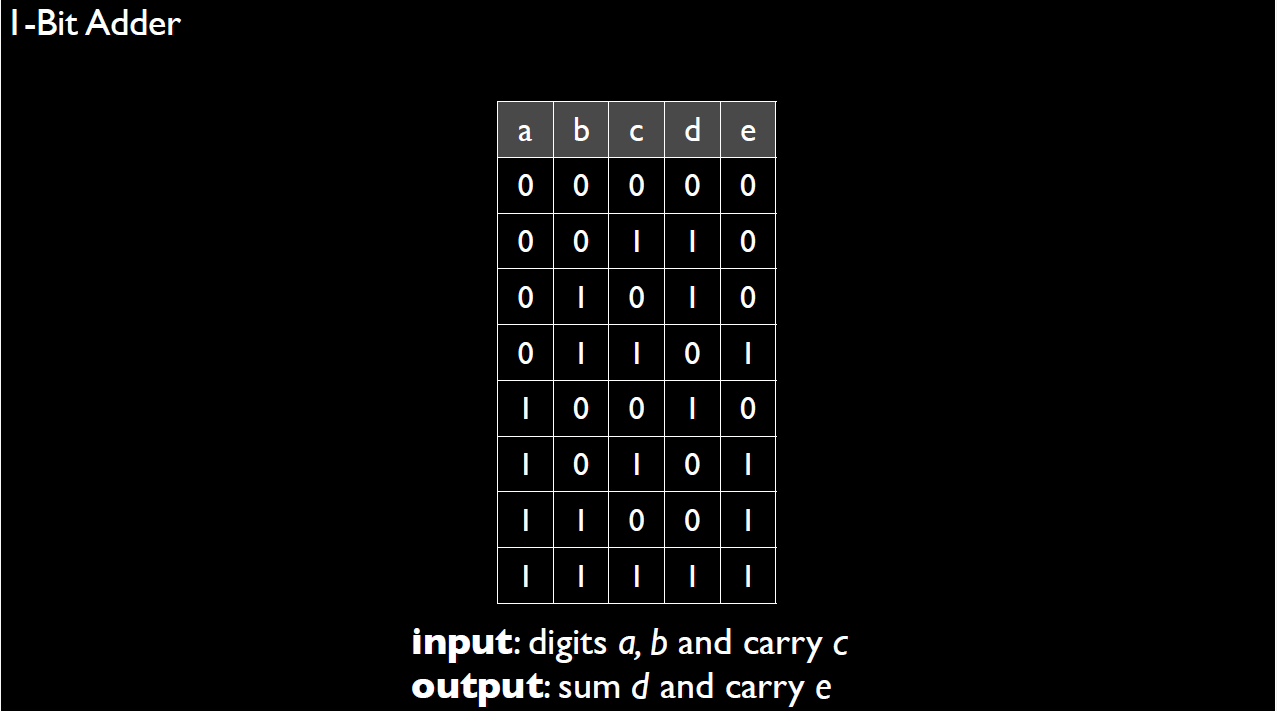 1-Bit Adder
a b c d e
0 0 0 0 0
0 0 1 1 0
0 1 0 1 0
0 1 1 0 1
1 0 0 1 0
1 0 1 0 1
1 1 0 0 1
1 1 1 1 1
input: digits a, b and carry c
output: sum d and carry e